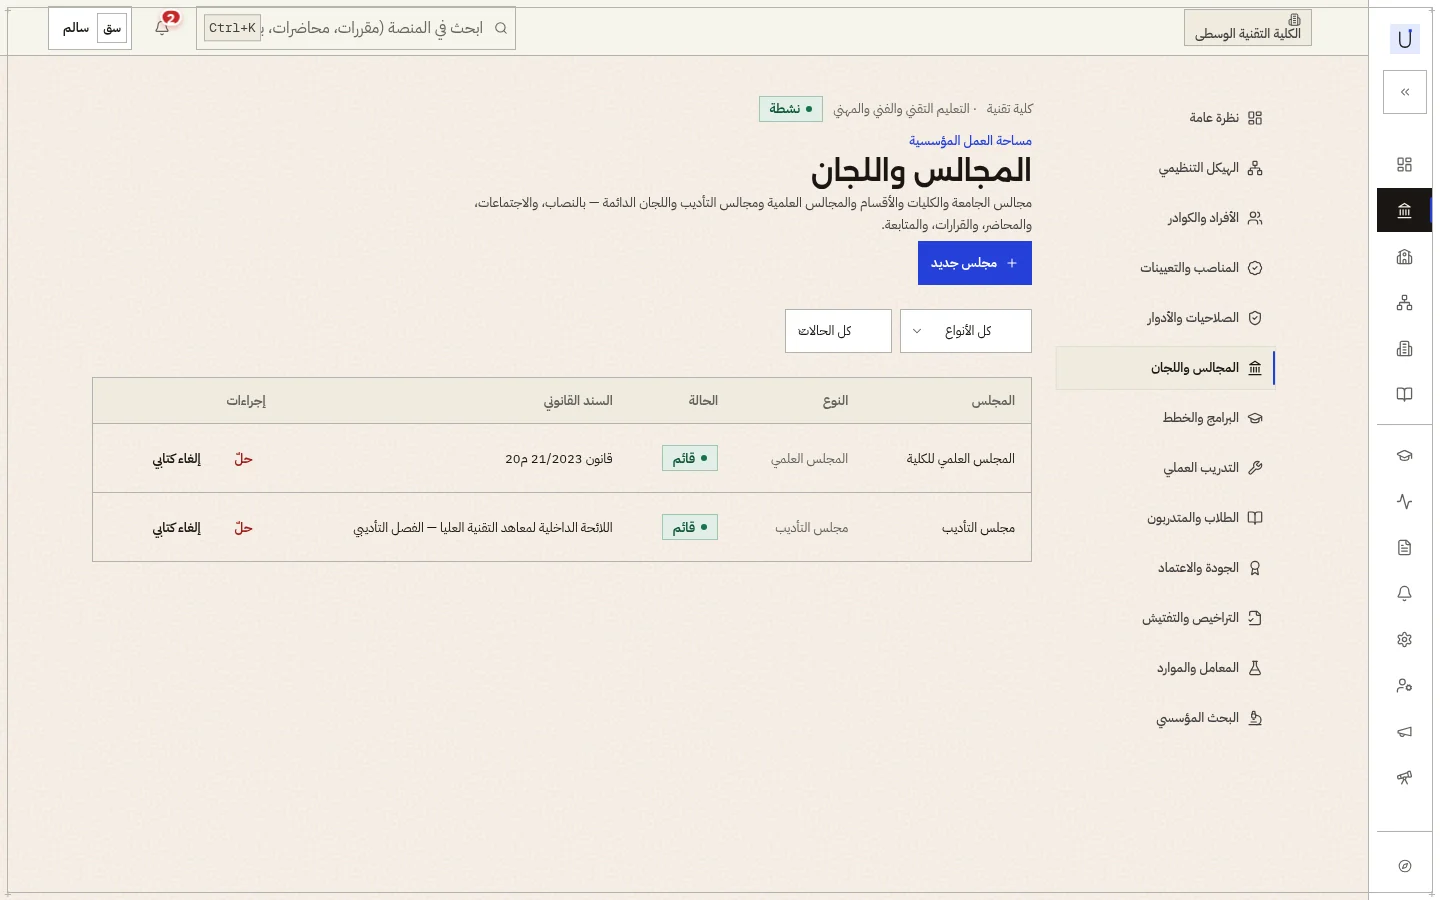 الكلية التقنية الوسطى
ابحث في المنصة (مقررات، محاضرات، ب
Ctrl+K
2
سق
سالم
نظرة عامة
الهيكل التنظيمي
الأفراد والكوادر
المناصب والتعيينات
الصلاحيات والأدوار
المجالس واللجان
البرامج والخطط
التدريب العملي
الطلاب والمتدربون
الجودة والاعتماد
التراخيص والتفتيش
المعامل والموارد
البحث المؤسسي
كلية تقنية · التعليم التقني والفني والمهني
نشطة
مساحة العمل المؤسسية
المجالس واللجان
مجالس الجامعة والكليات والأقسام والمجالس العلمية ومجالس التأديب واللجان الدائمة — بالنصاب، والاجتماعات،
والمحاضر، والقرارات، والمتابعة.
مجلس جديد
كل الأنواع
كل الحالات
المجلس النوع الحالة السند القانوني إجراءات
المجلس العلمي للكلية المجلس العلمي قائم قانون 21/2023 م20 حلّ إلغاء كتابي
مجلس التأديب مجلس التأديب قائم اللائحة الداخلية لمعاهد التقنية العليا — الفصل التأديبي حلّ إلغاء كتابي